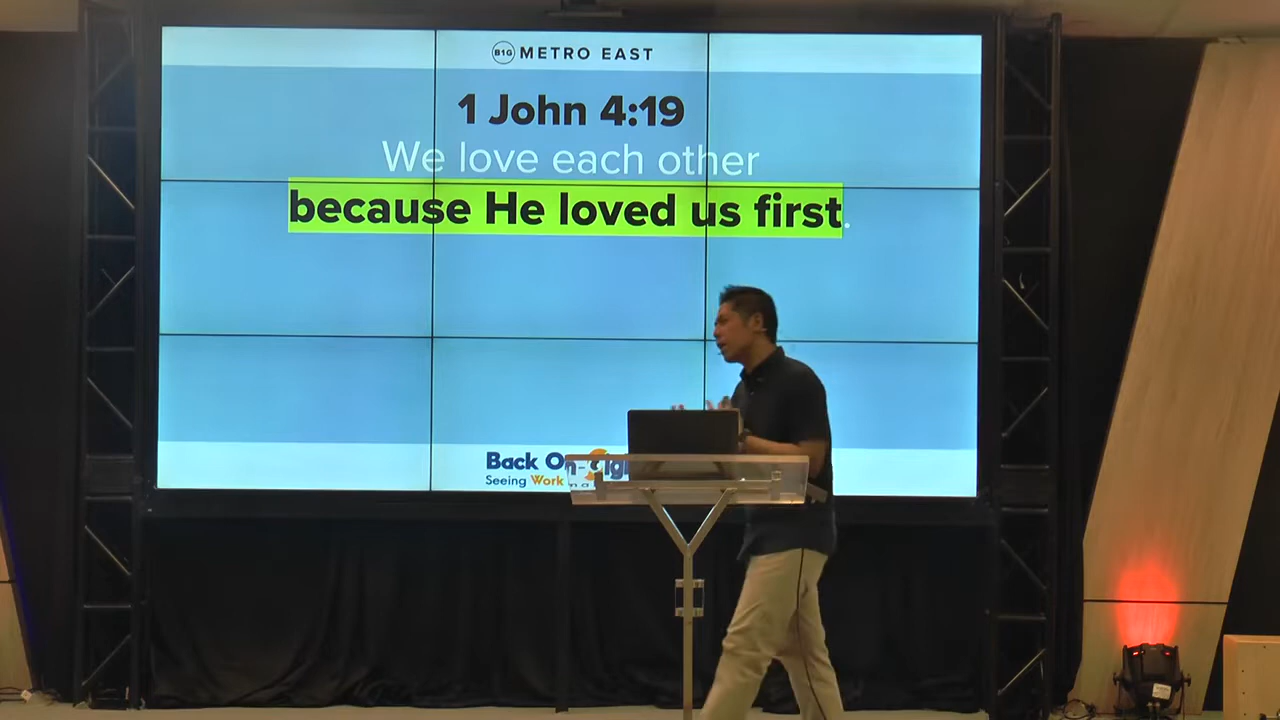 B1G METRO EAST
1 John 4:19
We love each other
because He loved us first.
Back On-
Seeing Work